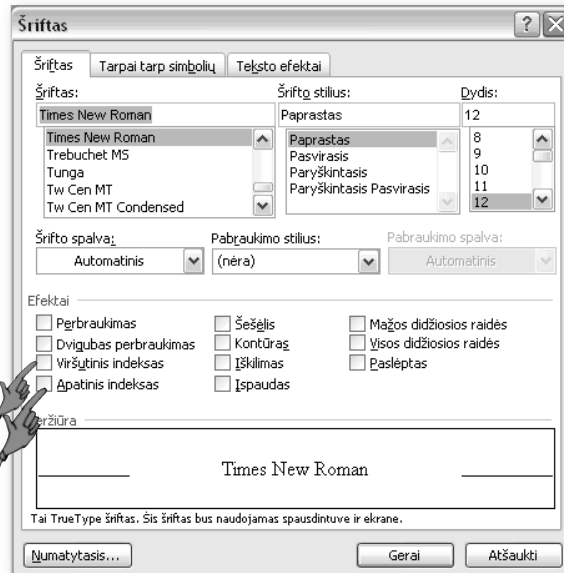 Šriftas
Šriftas Tarpai tarp simbolių Teksto efektai
Šriftas: Šrifto stilius: Dydis:
Times New Roman Paprastas 12
Times New Roman Paprastas 8
Trebuchet MS Pasvirasis 9
Tunga Paryškintasis 10
Tw Cen MT Paryškintasis Pasvirasis 11
Tw Cen MT Condensed 12
Šrifto spalva: Pabraukimo stilius: Pabraukimo spalva:
Automatinis (nėra) Automatinis
Efektai
Perbraukimas Šešėlis Mažos didžiosios raidės
Dvigubas perbraukimas Kontūras Visos didžiosios raidės
Viršutinis indeksas Iškilimas Paslėptas
Apatinis indeksas Įspaudas
eržiūra
Times New Roman
Tai TrueType šriftas. Šis šriftas bus naudojamas spausdintuve ir ekrane.
Numatytasis... Gerai Atšaukti